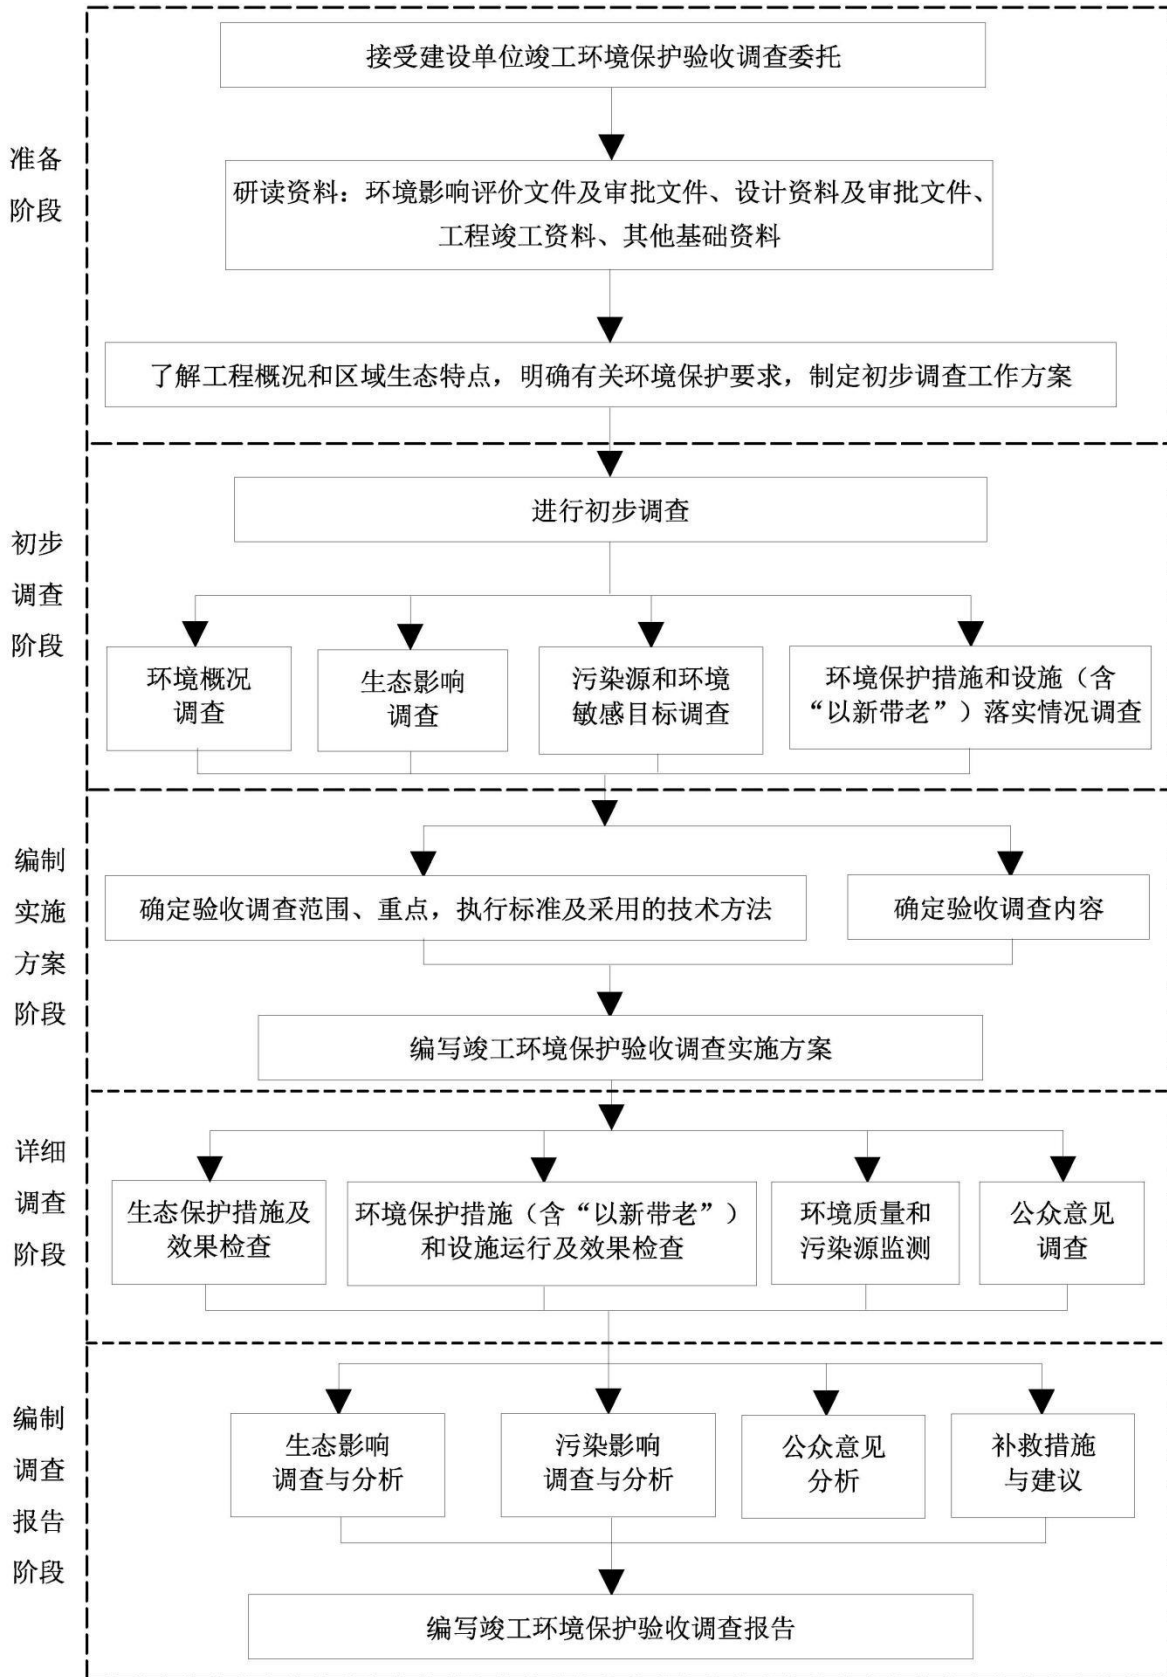 接受建设单位竣工环境保护验收调查委托
准备
阶段
研读资料：环境影响评价文件及审批文件、设计资料及审批文件、
工程竣工资料、其他基础资料
了解工程概况和区域生态特点，明确有关环境保护要求，制定初步调查工作方案
初步
调查
阶段
进行初步调查
环境概况
调查
生态影响
调查
污染源和环境
敏感目标调查
环境保护措施和设施（含
“以新带老”）落实情况调查
编制
实施
方案
阶段
确定验收调查范围、重点，执行标准及采用的技术方法
确定验收调查内容
编写竣工环境保护验收调查实施方案
详细
调查
阶段
生态保护措施及
效果检查
环境保护措施（含“以新带老”）
和设施运行及效果检查
环境质量和
污染源监测
公众意见
调查
编制
调查
报告
阶段
生态影响
调查与分析
污染影响
调查与分析
公众意见
分析
补救措施
与建议
编写竣工环境保护验收调查报告